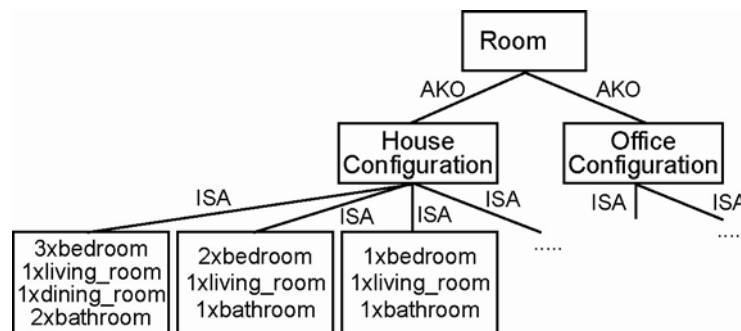 Room
AKO
AKO
House
Configuration
Office
Configuration
ISA
ISA
ISA
ISA
ISA
ISA
.....
.....
3xbedroom
1xliving_room
1xdining_room
2xbathroom
2xbedroom
1xliving_room
1xbathroom
1xbedroom
1xliving_room
1xbathroom